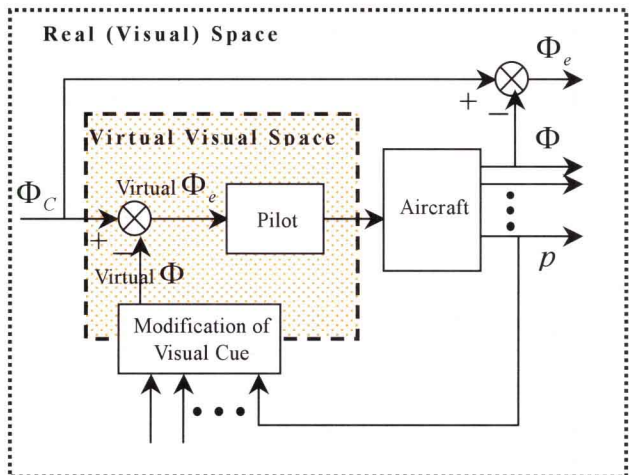 Real (Visual) Space
Φe
+
−
Virtual Visual Space
Φ
ΦC
Virtual Φe
Pilot
Aircraft
+
−
Virtual Φ
p
Modification of
Visual Cue